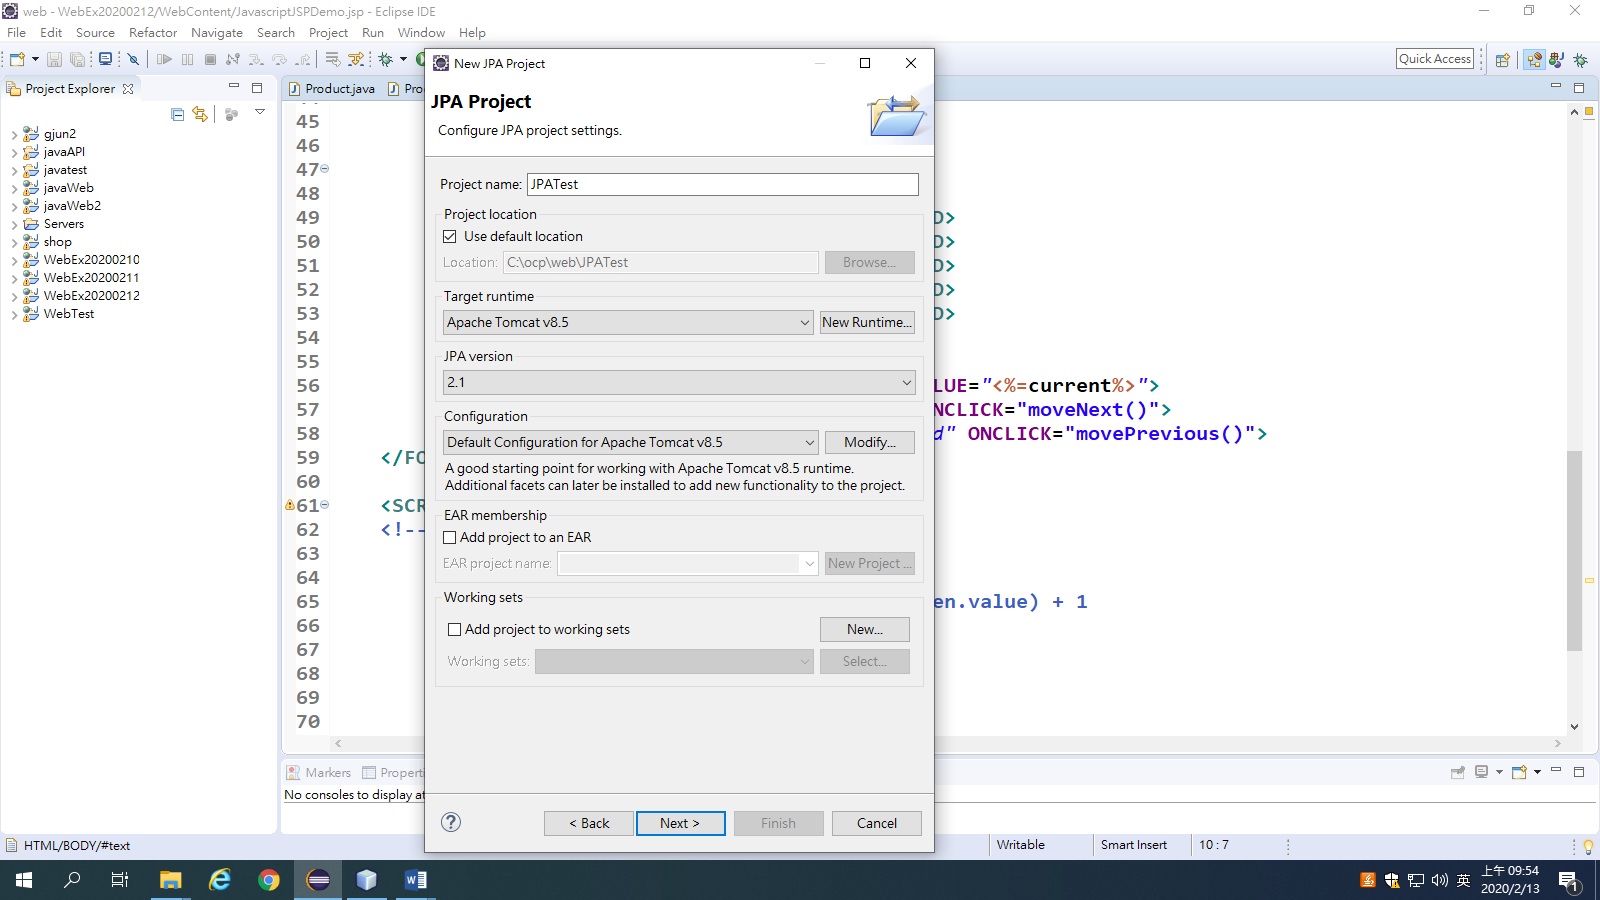 web - WebEx20200212/WebContent/JavascriptJSPDemo.jsp - Eclipse IDE
File Edit Source Refactor Navigate Search Project Run Window Help
Quick Access
Project Explorer
gjun2
javaAPI
javatest
javaWeb
javaWeb2
Servers
shop
WebEx20200210
WebEx20200211
WebEx20200212
WebTest
Product.java
Pro
45
46
47
48
49 D>
50 D>
51 D>
52 D>
53 D>
54
55
56 LUE="<%=current%>">
57 NCLICK="moveNext()">
58 d" ONCLICK="movePrevious()">
59 </FO
60
61 <SCR
62 <!--
63
64
65 en.value) + 1
66
67
68
69
70
New JPA Project
JPA Project
Configure JPA project settings.
Project name: JPATest
Project location
Use default location
Location: C:\ocp\web\JPATest Browse...
Target runtime
Apache Tomcat v8.5 New Runtime...
JPA version
2.1
Configuration
Default Configuration for Apache Tomcat v8.5 Modify...
A good starting point for working with Apache Tomcat v8.5 runtime.
Additional facets can later be installed to add new functionality to the project.
EAR membership
Add project to an EAR
EAR project name: New Project ...
Working sets
Add project to working sets New...
Working sets: Select...
? < Back Next > Finish Cancel
Markers Properti
No consoles to display at
HTML/BODY/#text Writable Smart Insert 10 : 7
英
上午 09:54
2020/2/13
1